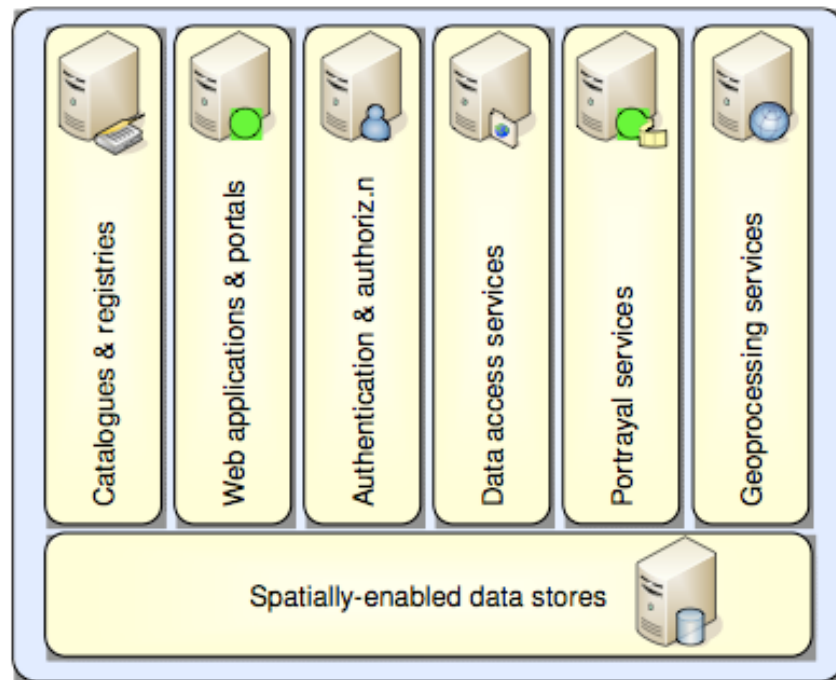 Catalogues & registries
Web applications & portals
Authentication & authoriz.n
Data access services
Portrayal services
Geoprocessing services
Spatially-enabled data stores